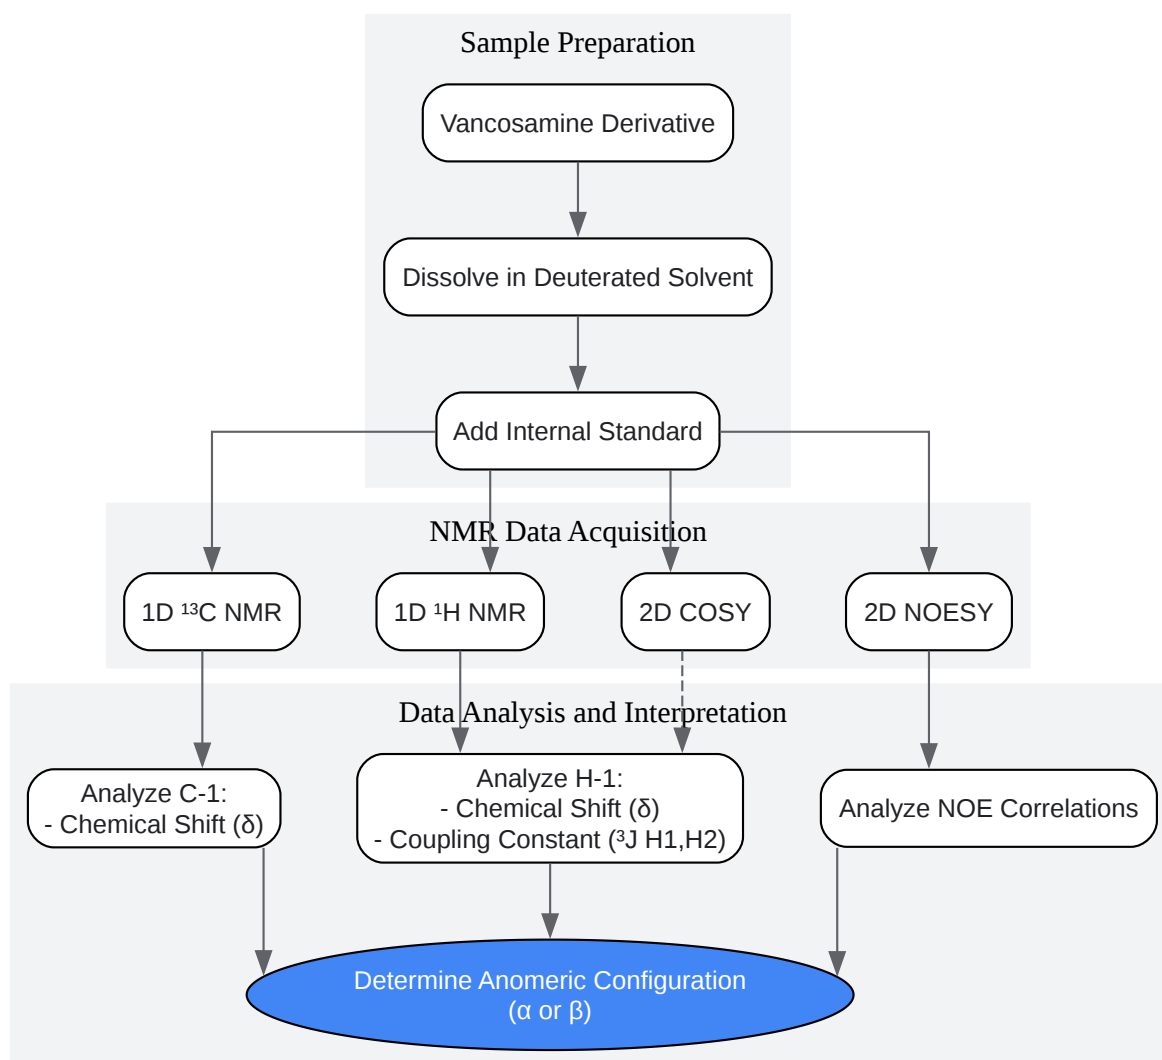 Sample Preparation
Vancosamine Derivative
Dissolve in Deuterated Solvent
Add Internal Standard
NMR Data Acquisition
1D ¹³C NMR
1D ¹H NMR
2D COSY
2D NOESY
Data Analysis and Interpretation
Analyze C-1:
- Chemical Shift (δ)
Analyze H-1:
- Chemical Shift (δ)
- Coupling Constant (³J H1,H2)
Analyze NOE Correlations
Determine Anomeric Configuration
(α or β)